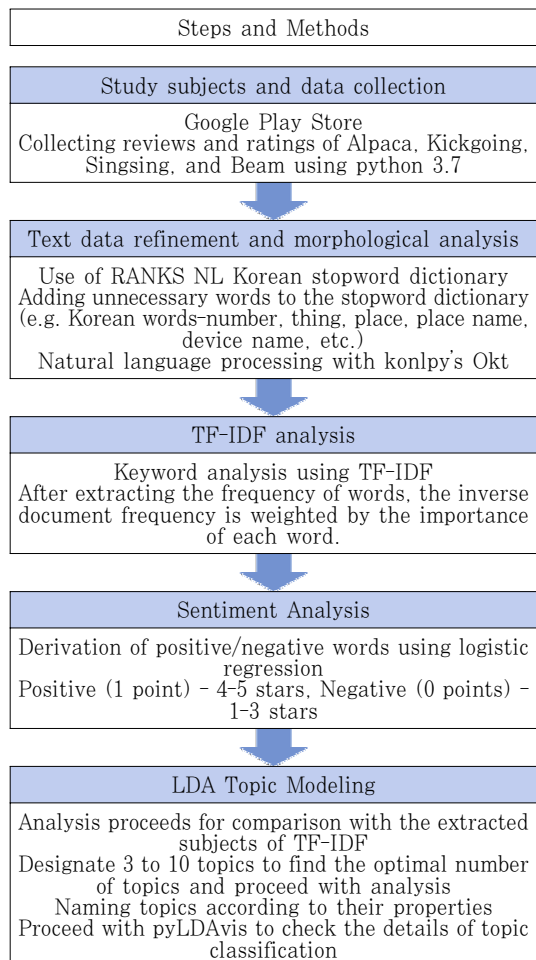 Steps and Methods
Study subjects and data collection
Google Play Store
Collecting reviews and ratings of Alpaca, Kickgoing,
Singsing, and Beam using python 3.7
Text data refinement and morphological analysis
Use of RANKS NL Korean stopword dictionary
Adding unnecessary words to the stopword dictionary
(e.g. Korean words-number, thing, place, place name,
device name, etc.)
Natural language processing with konlpy's Okt
TF-IDF analysis
Keyword analysis using TF-IDF
After extracting the frequency of words, the inverse
document frequency is weighted by the importance
of each word.
Sentiment Analysis
Derivation of positive/negative words using logistic
regression
Positive (1 point) - 4-5 stars, Negative (0 points) -
1-3 stars
LDA Topic Modeling
Analysis proceeds for comparison with the extracted
subjects of TF-IDF
Designate 3 to 10 topics to find the optimal number
of topics and proceed with analysis
Naming topics according to their properties
Proceed with pyLDAvis to check the details of topic
classification